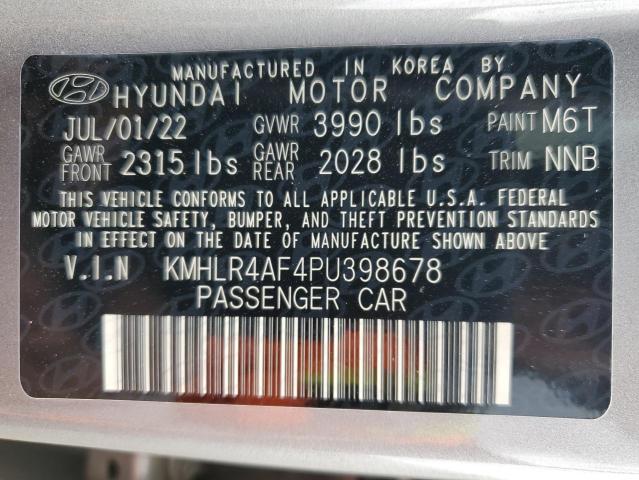 MANUFACTURED IN KOREA BY
HYUNDAI MOTOR COMPANY
JUL/01/22 GVWR 3990 lbs PAINT M6T
GAWR FRONT 2315 lbs GAWR REAR 2028 lbs TRIM NNB
THIS VEHICLE CONFORMS TO ALL APPLICABLE U.S.A. FEDERAL
MOTOR VEHICLE SAFETY, BUMPER, AND THEFT PREVENTION STANDARDS
IN EFFECT ON THE DATE OF MANUFACTURE SHOWN ABOVE
V.I.N KMHLR4AF4PU398678
PASSENGER CAR